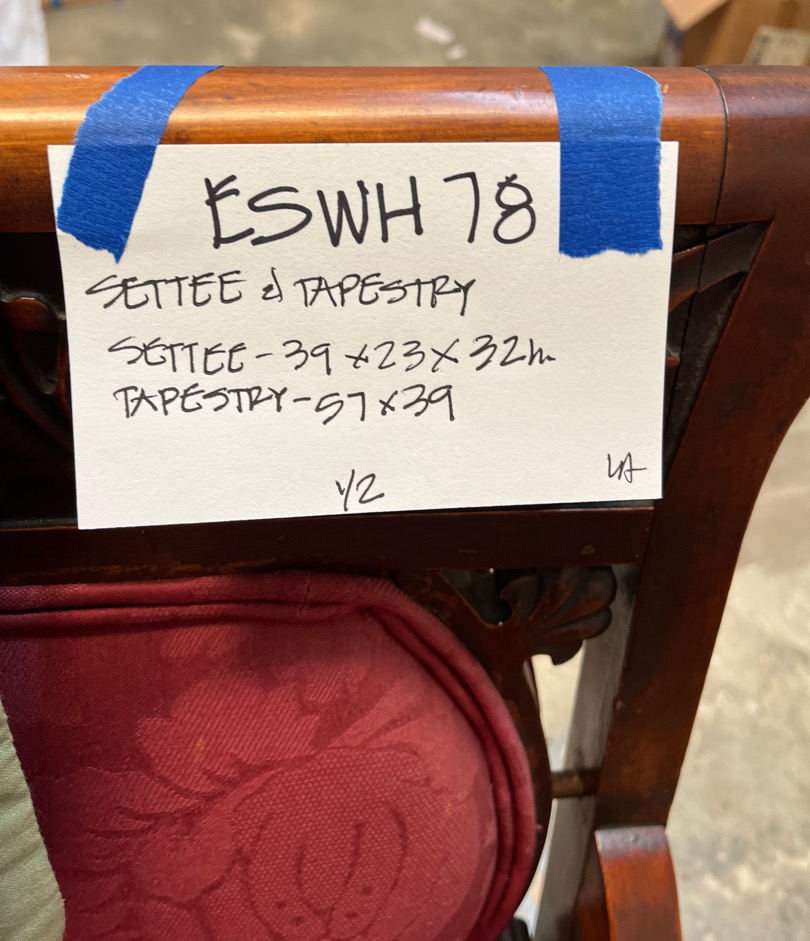 ESWH 78
SETTEE & TAPESTRY
SETTEE - 39 x 23 x 32h
TAPESTRY - 57 x 39
1/2
LA